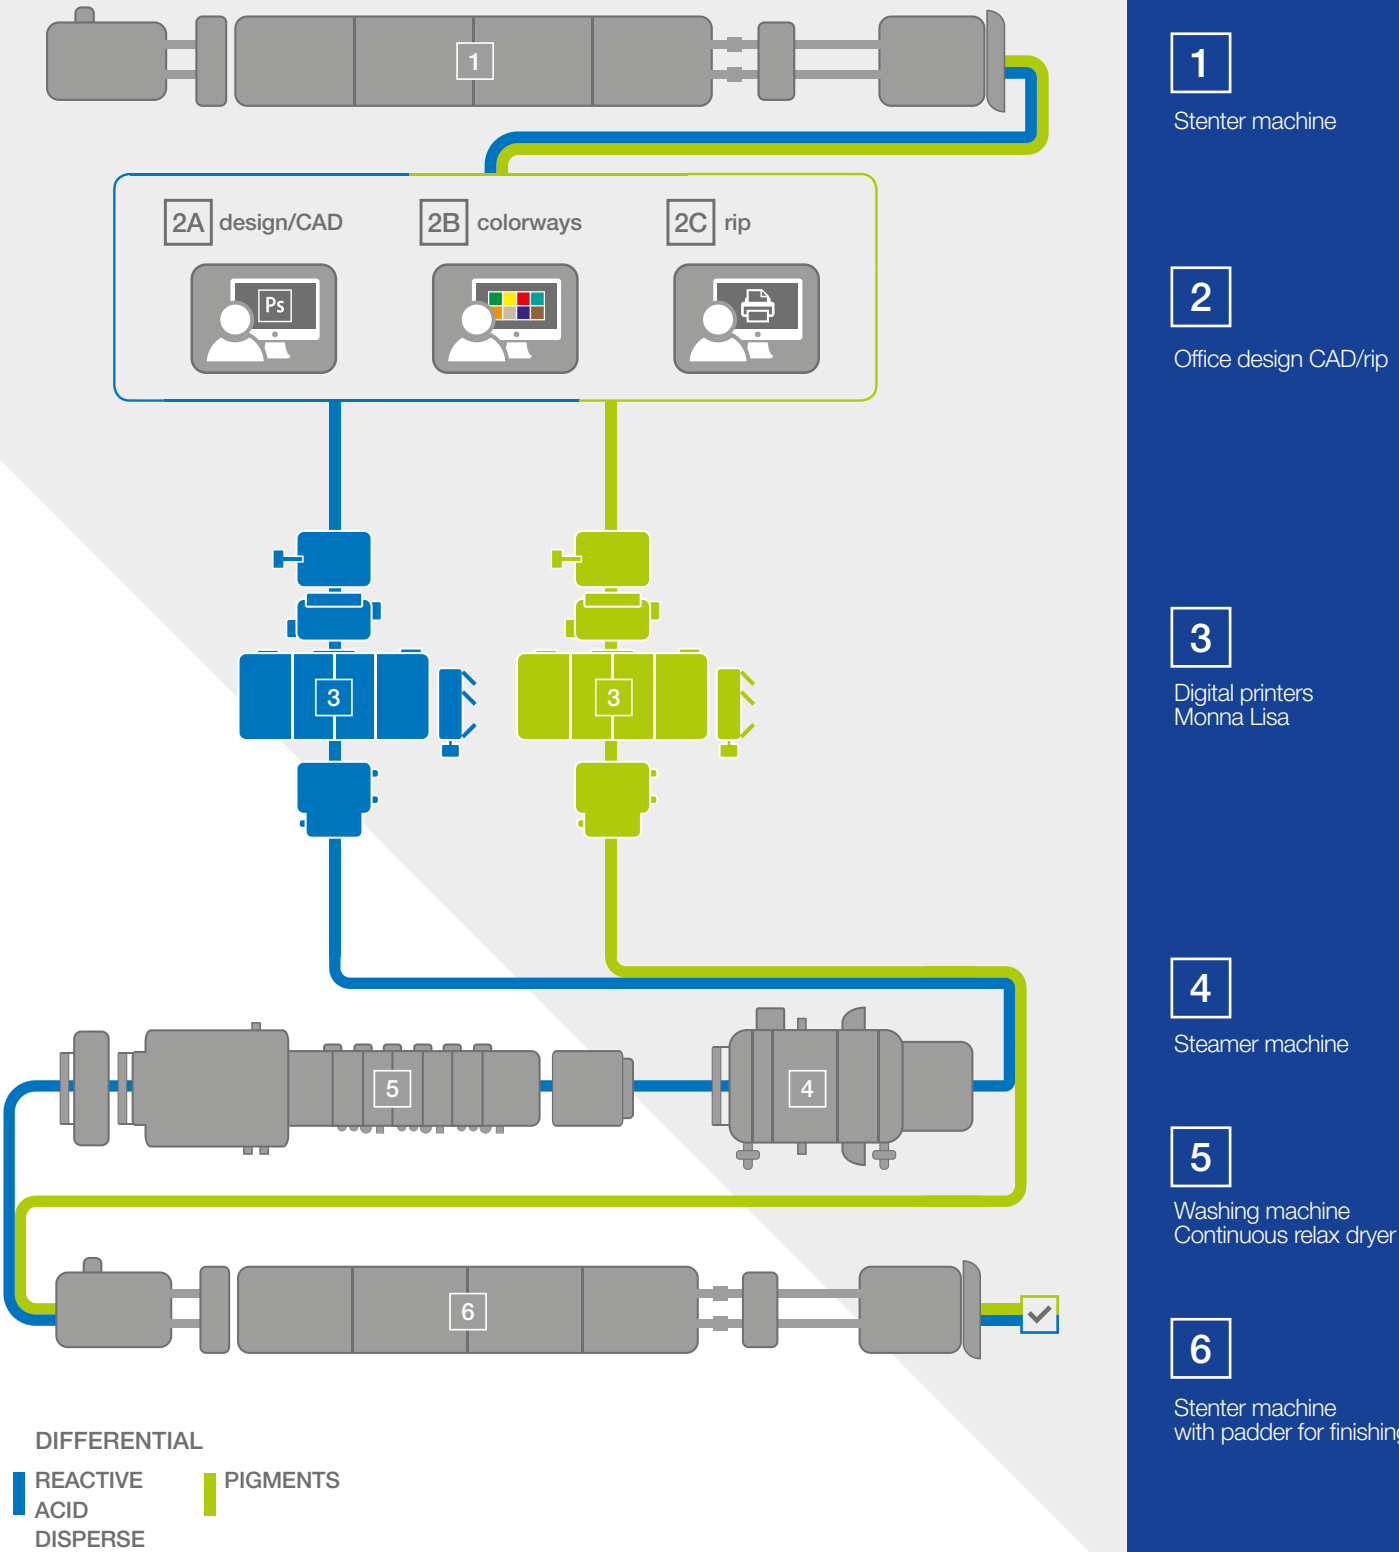 1
1
Stenter machine
2A design/CAD
2B colorways
2C rip
Ps
2
Office design CAD/rip
3
3
3
Digital printers
Monna Lisa
4
Steamer machine
5
4
5
Washing machine
Continuous relax dryer
6
6
Stenter machine
with padder for finishing
DIFFERENTIAL
REACTIVE
ACID
DISPERSE
PIGMENTS